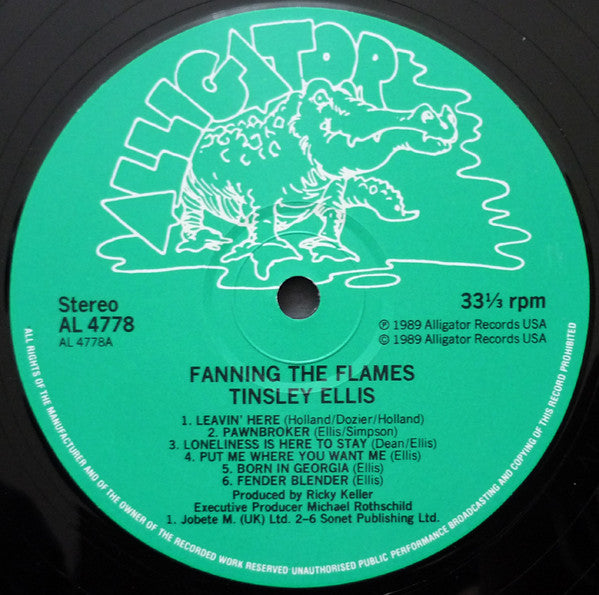 ALLIGATOR
Stereo
AL 4778
AL 4778A
33⅓ rpm
℗ 1989 Alligator Records USA
© 1989 Alligator Records USA
FANNING THE FLAMES
TINSLEY ELLIS
1. LEAVIN' HERE (Holland/Dozier/Holland)
2. PAWNBROKER (Ellis/Simpson)
3. LONELINESS IS HERE TO STAY (Dean/Ellis)
4. PUT ME WHERE YOU WANT ME (Ellis)
5. BORN IN GEORGIA (Ellis)
6. FENDER BLENDER (Ellis)
Produced by Ricky Keller
Executive Producer Michael Rothschild
1. Jobete M. (UK) Ltd. 2–6 Sonet Publishing Ltd.
ALL RIGHTS OF THE MANUFACTURER AND OF THE OWNER OF THE RECORDED WORK RESERVED·UNAUTHORISED PUBLIC PERFORMANCE BROADCASTING AND COPYING OF THIS RECORD PROHIBITED